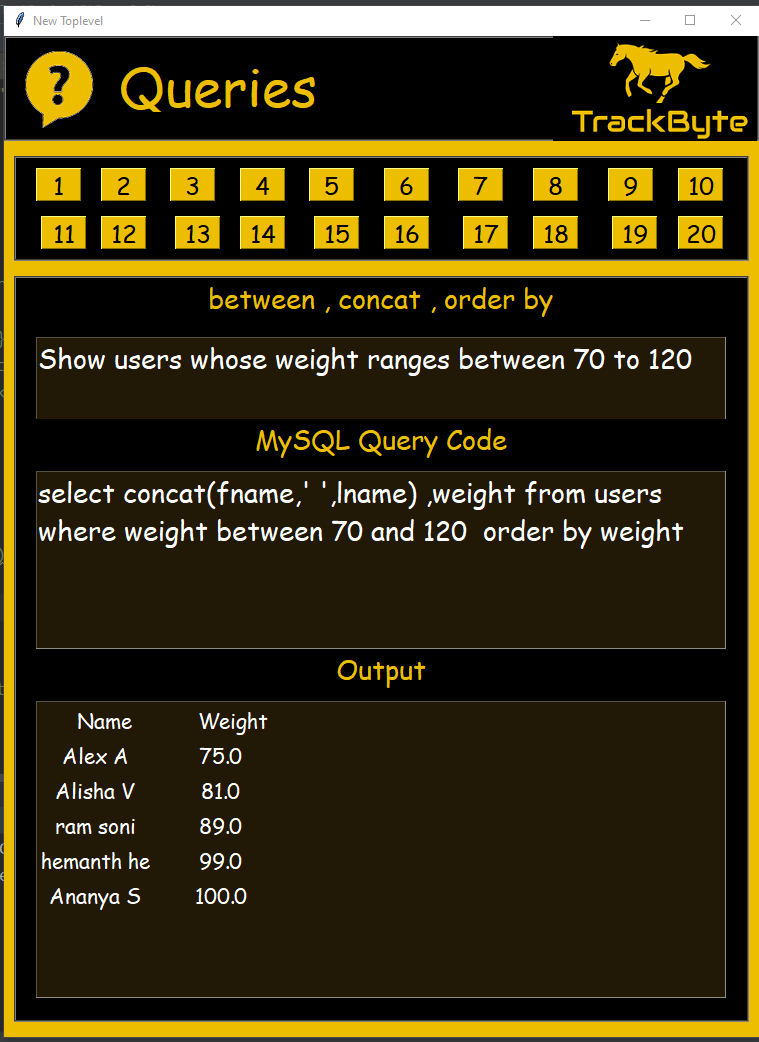 New Toplevel
? Queries
TrackByte
1 2 3 4 5 6 7 8 9 10
11 12 13 14 15 16 17 18 19 20
between , concat , order by
Show users whose weight ranges between 70 to 120
MySQL Query Code
select concat(fname,' ',lname) ,weight from users
where weight between 70 and 120  order by weight
Output
Name Weight
Alex A 75.0
Alisha V 81.0
ram soni 89.0
hemanth he 99.0
Ananya S 100.0